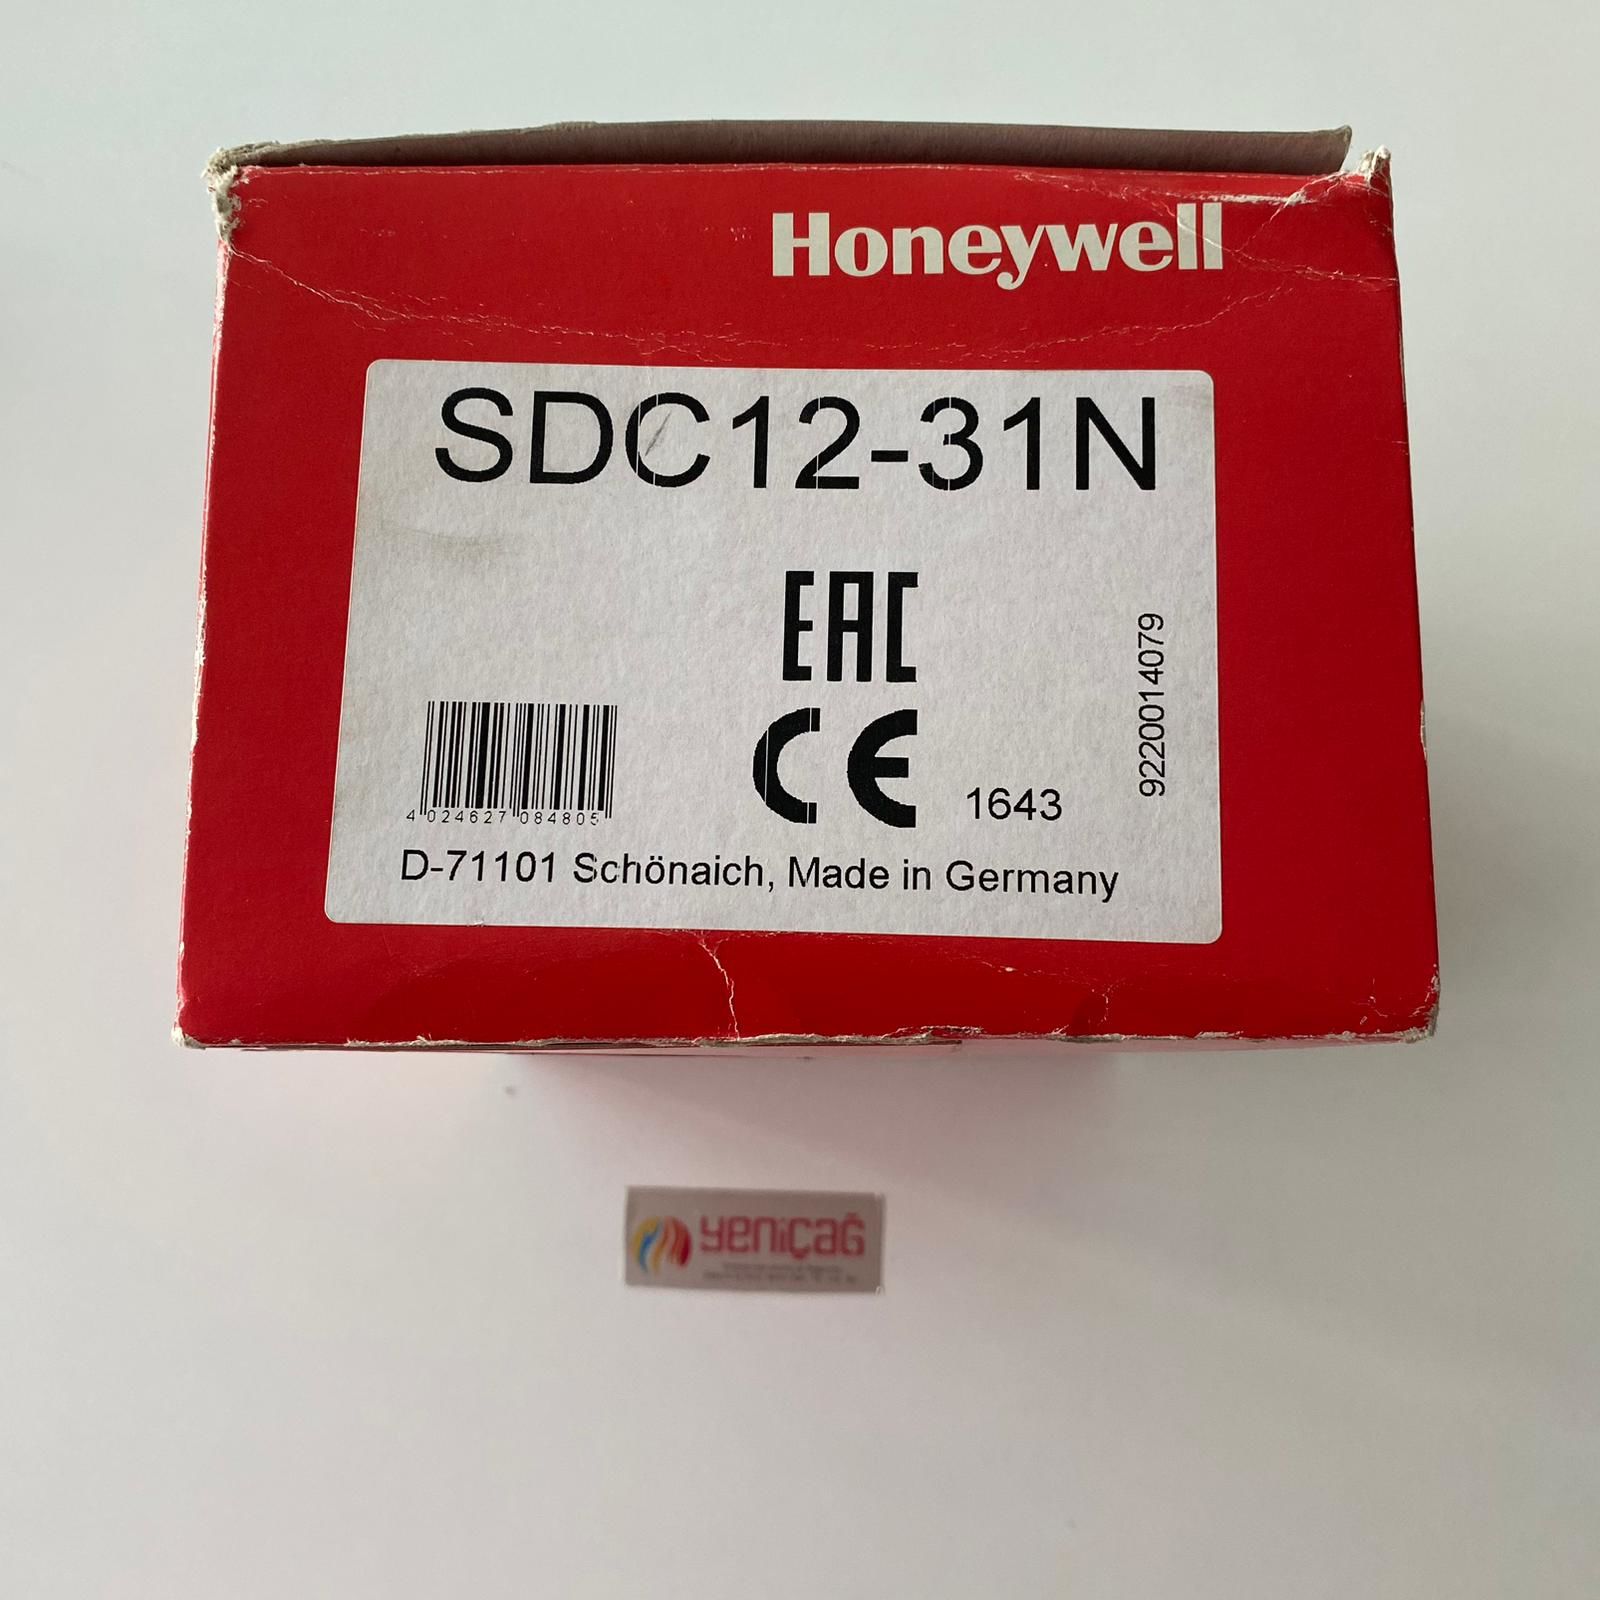 Honeywell
SDC12-31N
EAC
CE 1643
9220014079
4 024627 084805
D-71101 Schönaich, Made in Germany
yeniçağ